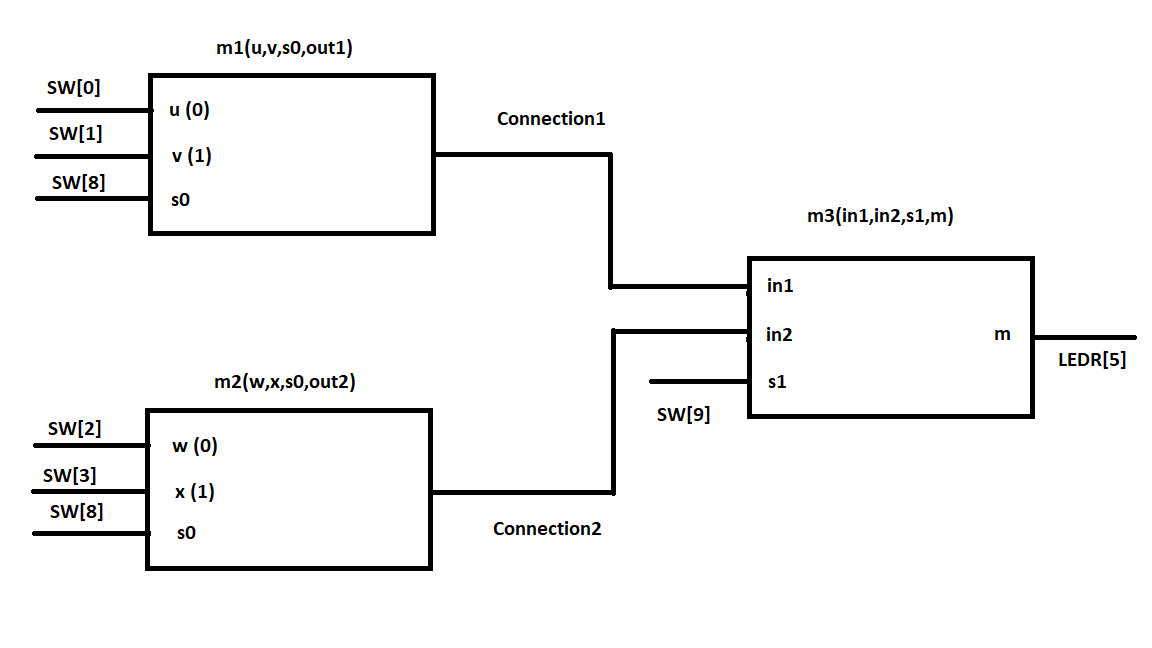 m1(u,v,s0,out1)
SW[0]
u (0)
SW[1]
v (1)
SW[8]
s0
Connection1
m3(in1,in2,s1,m)
in1
in2
m
s1
SW[9]
LEDR[5]
m2(w,x,s0,out2)
SW[2]
w (0)
SW[3]
x (1)
SW[8]
s0
Connection2